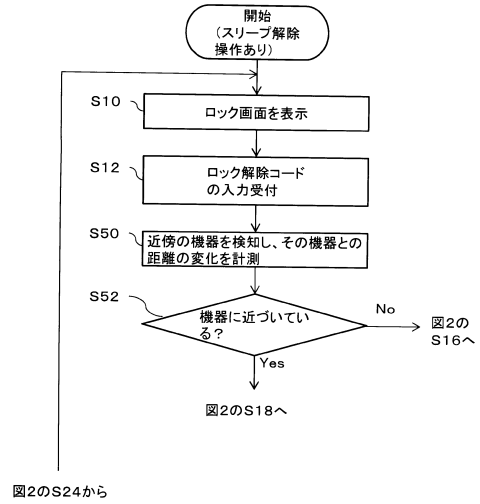 開始
(スリープ解除
操作あり)
S10
ロック画面を表示
S12
ロック解除コード
の入力受付
S50
近傍の機器を検知し、その機器との
距離の変化を計測
S52
機器に近づいてい
る?
No
図2の
S16へ
Yes
図2のS18へ
図2のS24から